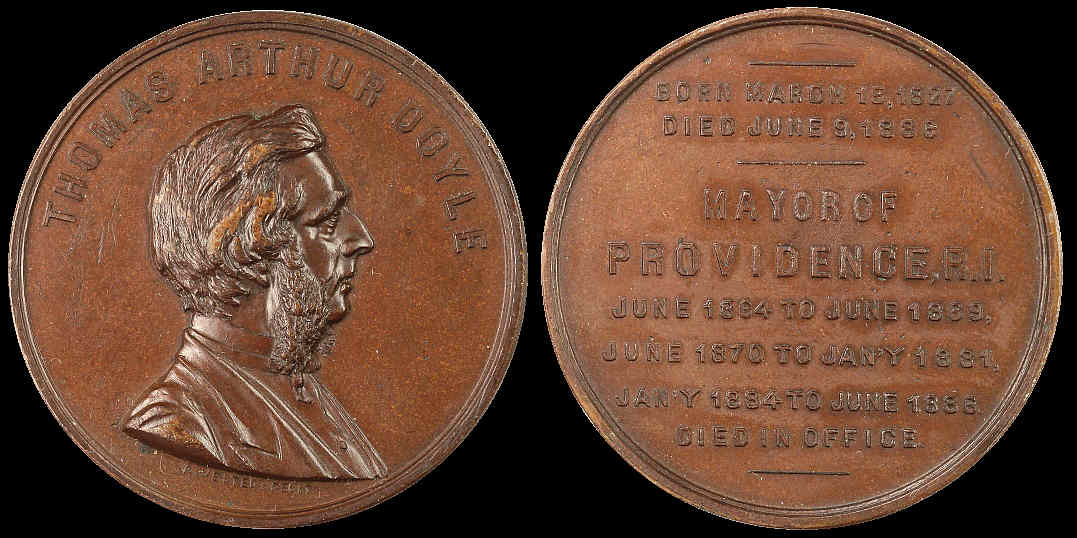 THOMAS ARTHUR DOYLE
BORN MARCH 15, 1827
DIED JUNE 9, 1886
MAYOR OF
PROVIDENCE, R.I.
JUNE 1864 TO JUNE 1869,
JUNE 1870 TO JAN'Y 1881,
JAN'Y 1884 TO JUNE 1886.
DIED IN OFFICE.